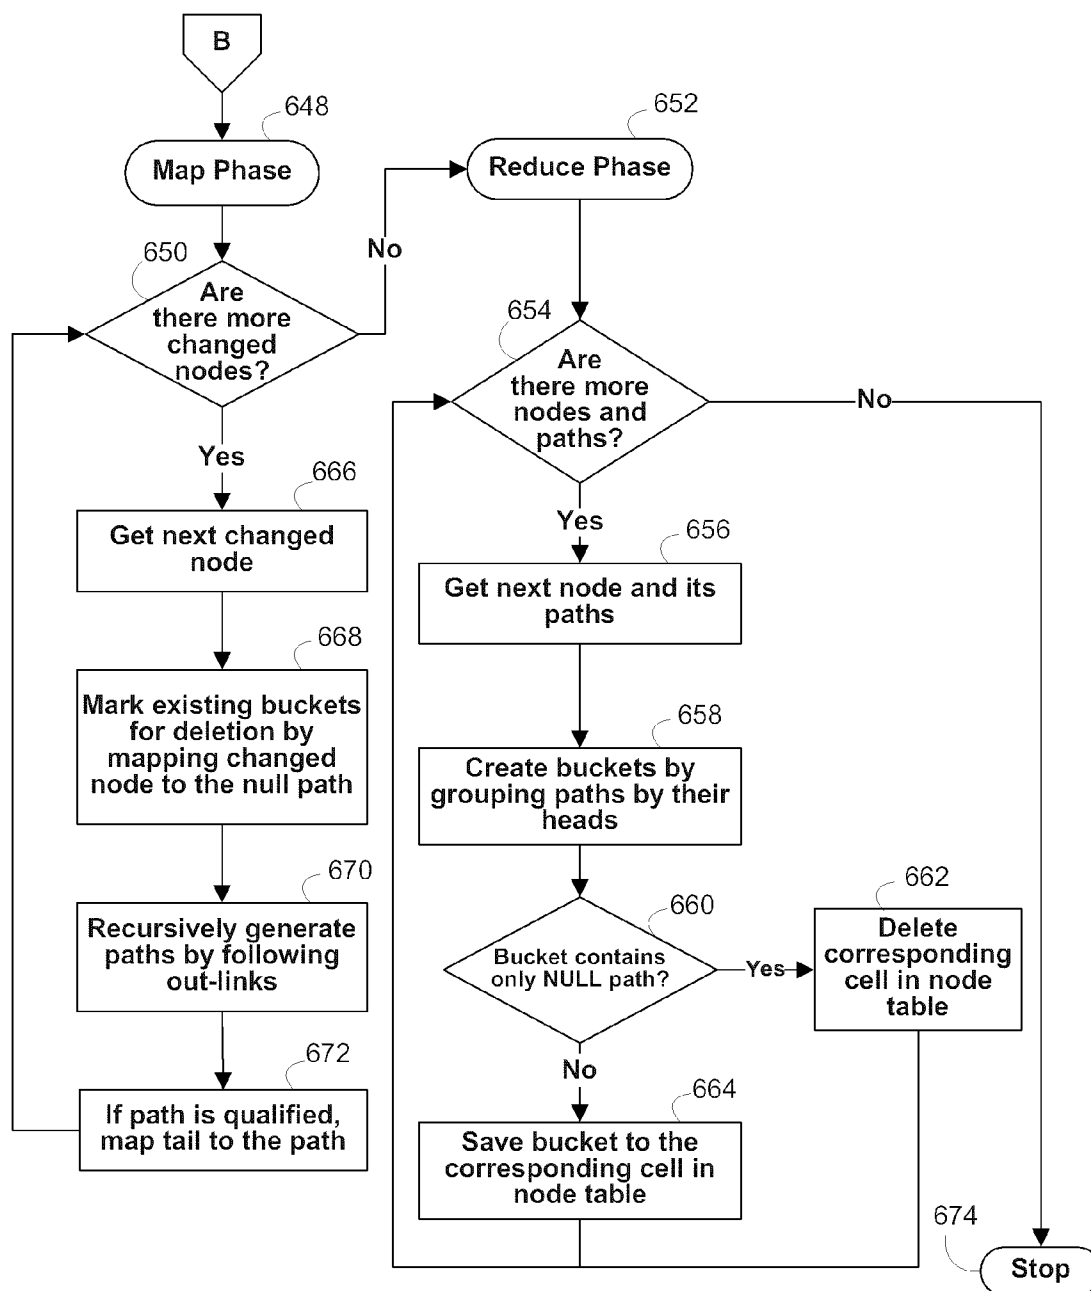 B
648
Map Phase
650
Are
there more
changed
nodes?
No
Yes
666
Get next changed
node
668
Mark existing buckets
for deletion by
mapping changed
node to the null path
670
Recursively generate
paths by following
out-links
672
If path is qualified,
map tail to the path
652
Reduce Phase
654
Are
there more
nodes and
paths?
No
Yes
656
Get next node and its
paths
658
Create buckets by
grouping paths by their
heads
660
Bucket contains
only NULL path?
Yes
662
Delete
corresponding
cell in node
table
No
664
Save bucket to the
corresponding cell in
node table
674
Stop